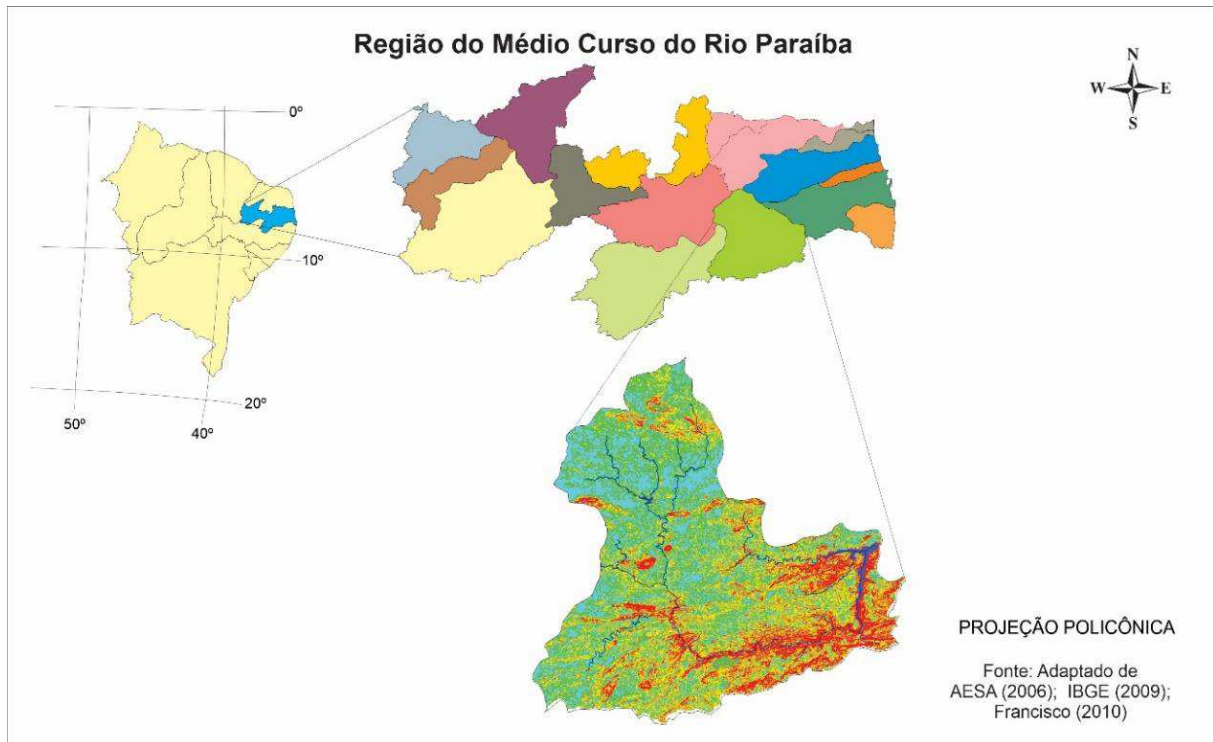 Região do Médio Curso do Rio Paraíba
N
W E
S
0º
10º
20º
50º
40º
PROJEÇÃO POLICÔNICA
Fonte: Adaptado de
AESA (2006); IBGE (2009);
Francisco (2010)